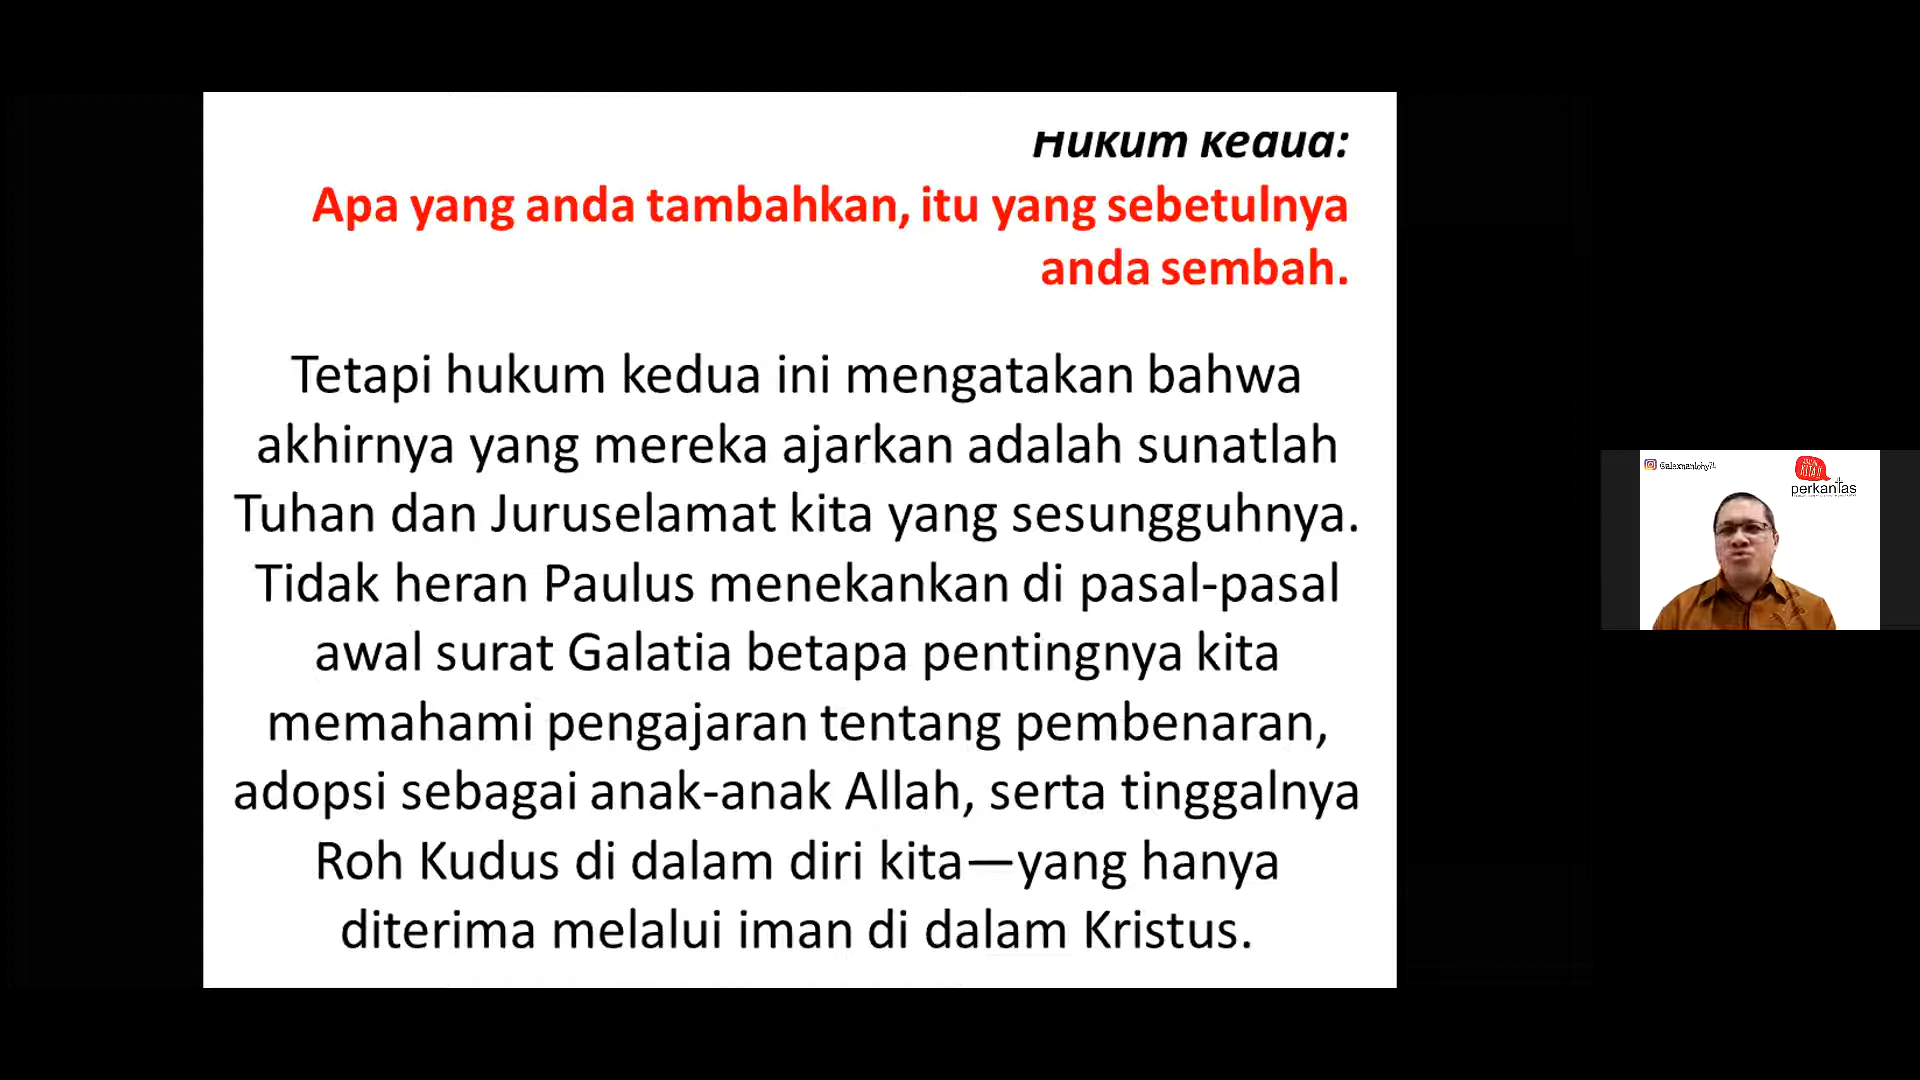 Hukum kedua:
Apa yang anda tambahkan, itu yang sebetulnya
anda sembah.
Tetapi hukum kedua ini mengatakan bahwa
akhirnya yang mereka ajarkan adalah sunatlah
Tuhan dan Juruselamat kita yang sesungguhnya.
Tidak heran Paulus menekankan di pasal-pasal
awal surat Galatia betapa pentingnya kita
memahami pengajaran tentang pembenaran,
adopsi sebagai anak-anak Allah, serta tinggalnya
Roh Kudus di dalam diri kita—yang hanya
diterima melalui iman di dalam Kristus.
perkantas